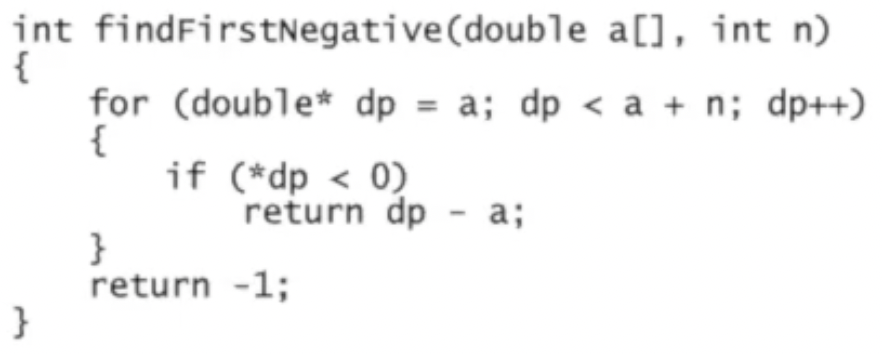 int findFirstNegative(double a[], int n)
{
    for (double* dp = a; dp < a + n; dp++)
    {
        if (*dp < 0)
            return dp - a;
    }
    return -1;
}